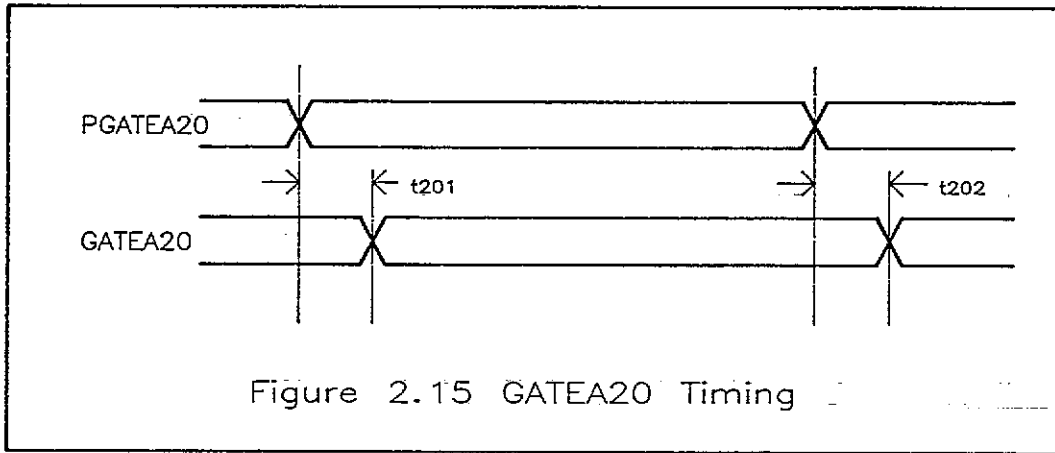 PGATEA20
t201
t202
GATEA20
Figure 2.15 GATEA20 Timing